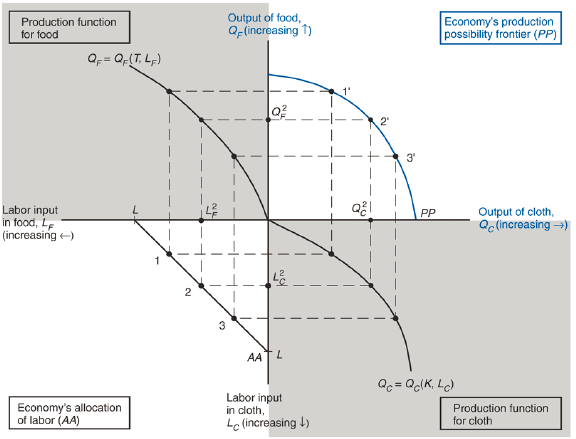 Production function
for food
Output of food,
Q_F (increasing ↑)
Economy's production
possibility frontier (PP)
Q_F = Q_F(T, L_F)
1'
Q_F^2
2'
3'
Labor input
in food, L_F
(increasing ←)
L
L_F^2
Q_C^2
PP
Output of cloth,
Q_C (increasing →)
1
2
L_C^2
3
AA
L
Q_C = Q_C(K, L_C)
Economy's allocation
of labor (AA)
Labor input
in cloth,
L_C (increasing ↓)
Production function
for cloth